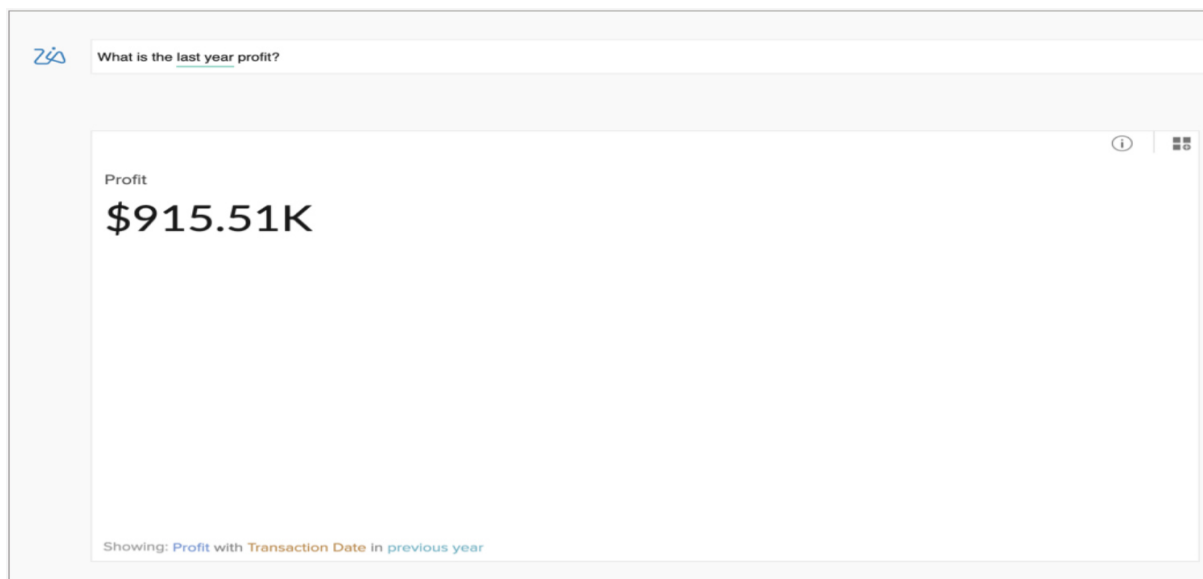 Zia
What is the last year profit?
Profit
$915.51K
Showing: Profit with Transaction Date in previous year